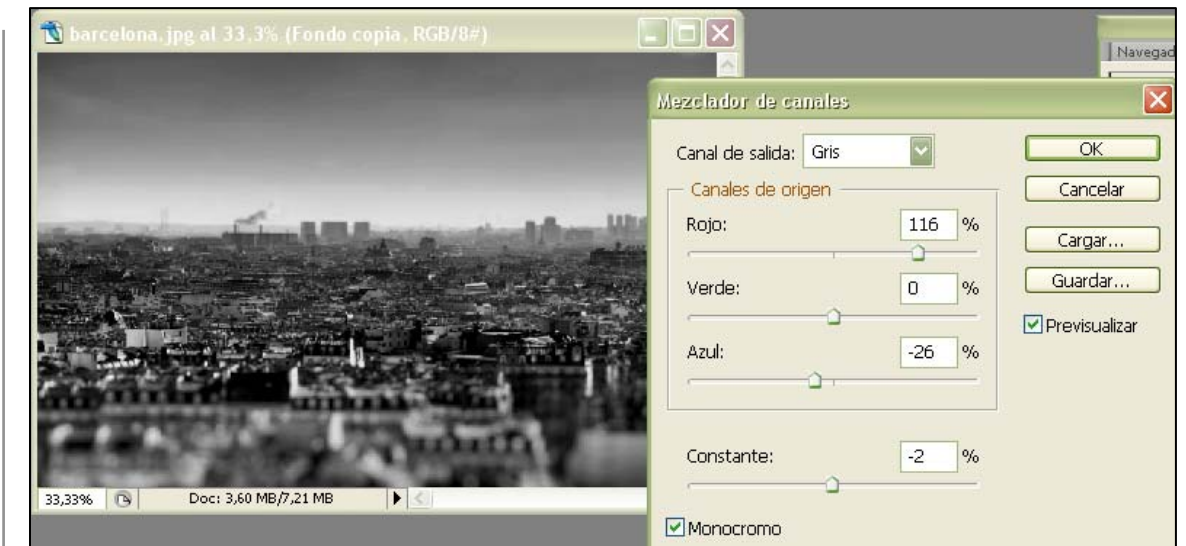 barcelona.jpg al 33,3% (Fondo copia, RGB/8#)
Navegad
Mezclador de canales
Canal de salida: Gris
OK
Canales de origen
Cancelar
Rojo: 116 %
Cargar...
Verde: 0 %
Guardar...
Previsualizar
Azul: -26 %
Constante: -2 %
33,33% Doc: 3,60 MB/7,21 MB
Monocromo